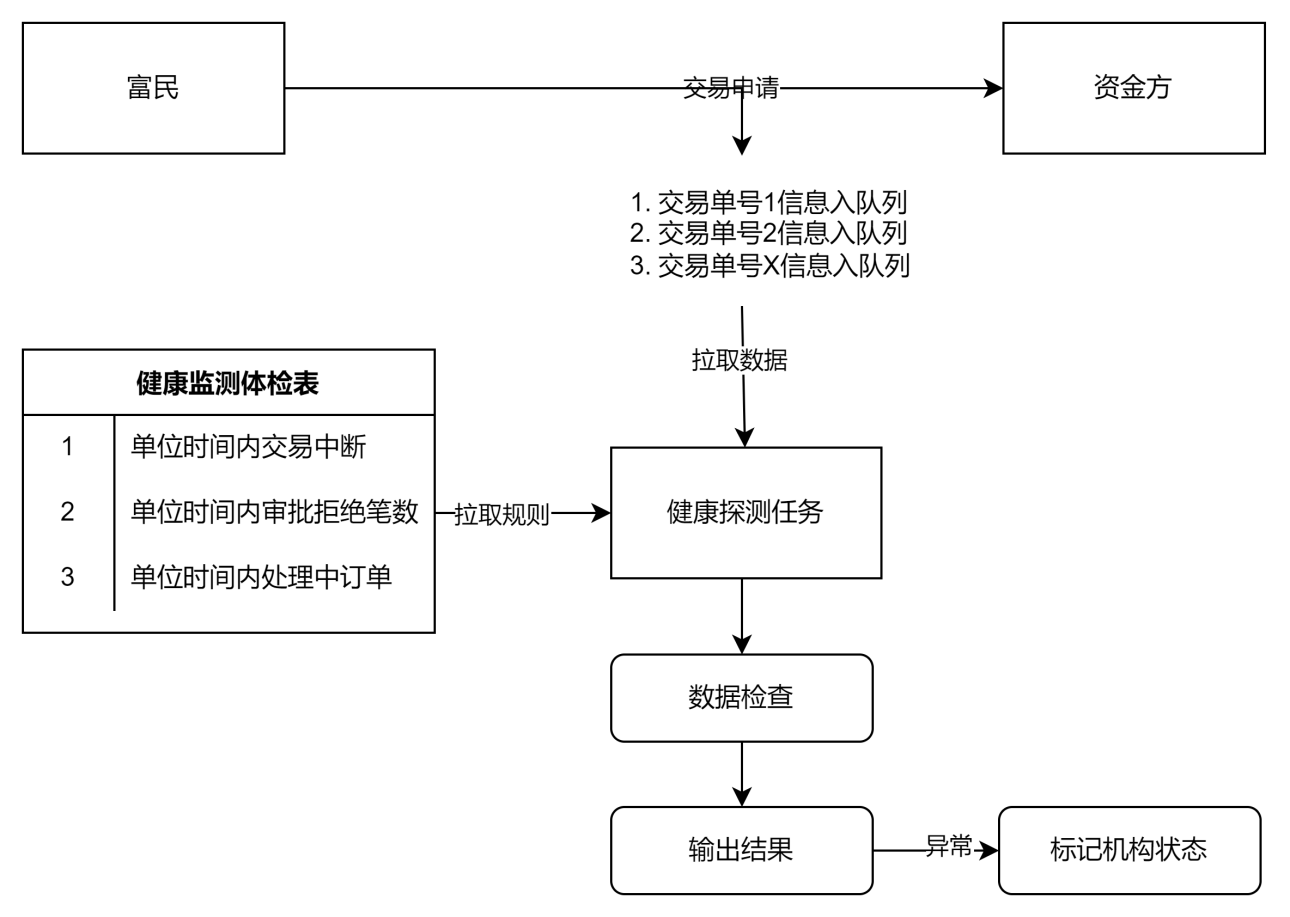 富民
交易申请
资金方
1. 交易单号1信息入队列
2. 交易单号2信息入队列
3. 交易单号X信息入队列
拉取数据
健康监测体检表
1 单位时间内交易中断
2 单位时间内审批拒绝笔数
3 单位时间内处理中订单
拉取规则
健康探测任务
数据检查
输出结果
异常
标记机构状态